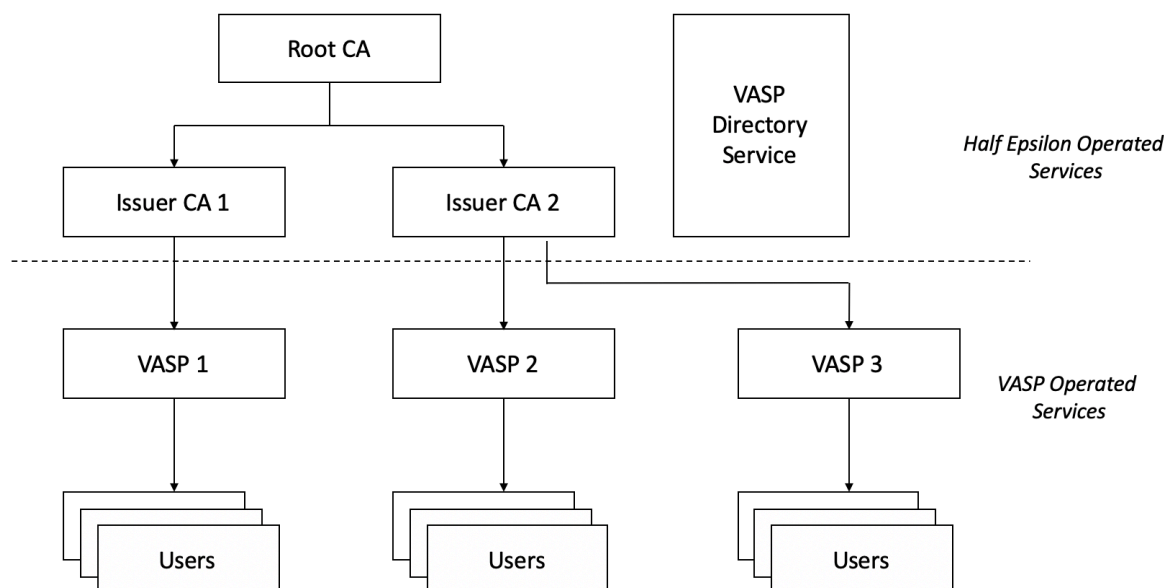 Root CA
VASP
Directory
Service
Half Epsilon Operated
Services
Issuer CA 1
Issuer CA 2
VASP 1
VASP 2
VASP 3
VASP Operated
Services
Users
Users
Users